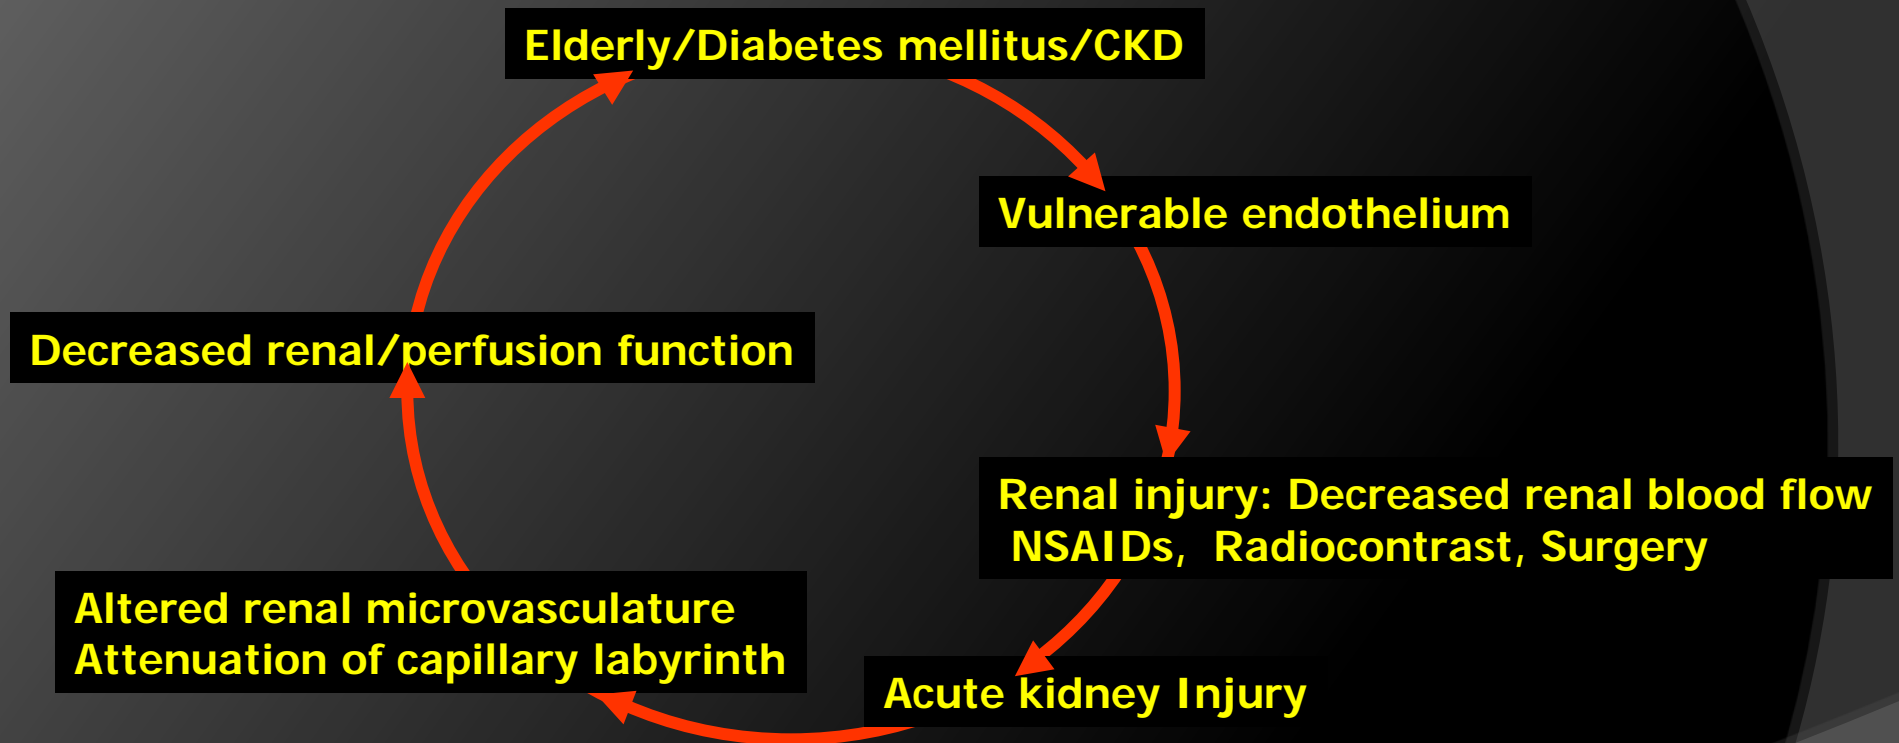 Elderly/Diabetes mellitus/CKD
Vulnerable endothelium
Renal injury: Decreased renal blood flow
NSAIDs, Radiocontrast, Surgery
Acute kidney Injury
Altered renal microvasculature
Attenuation of capillary labyrinth
Decreased renal/perfusion function